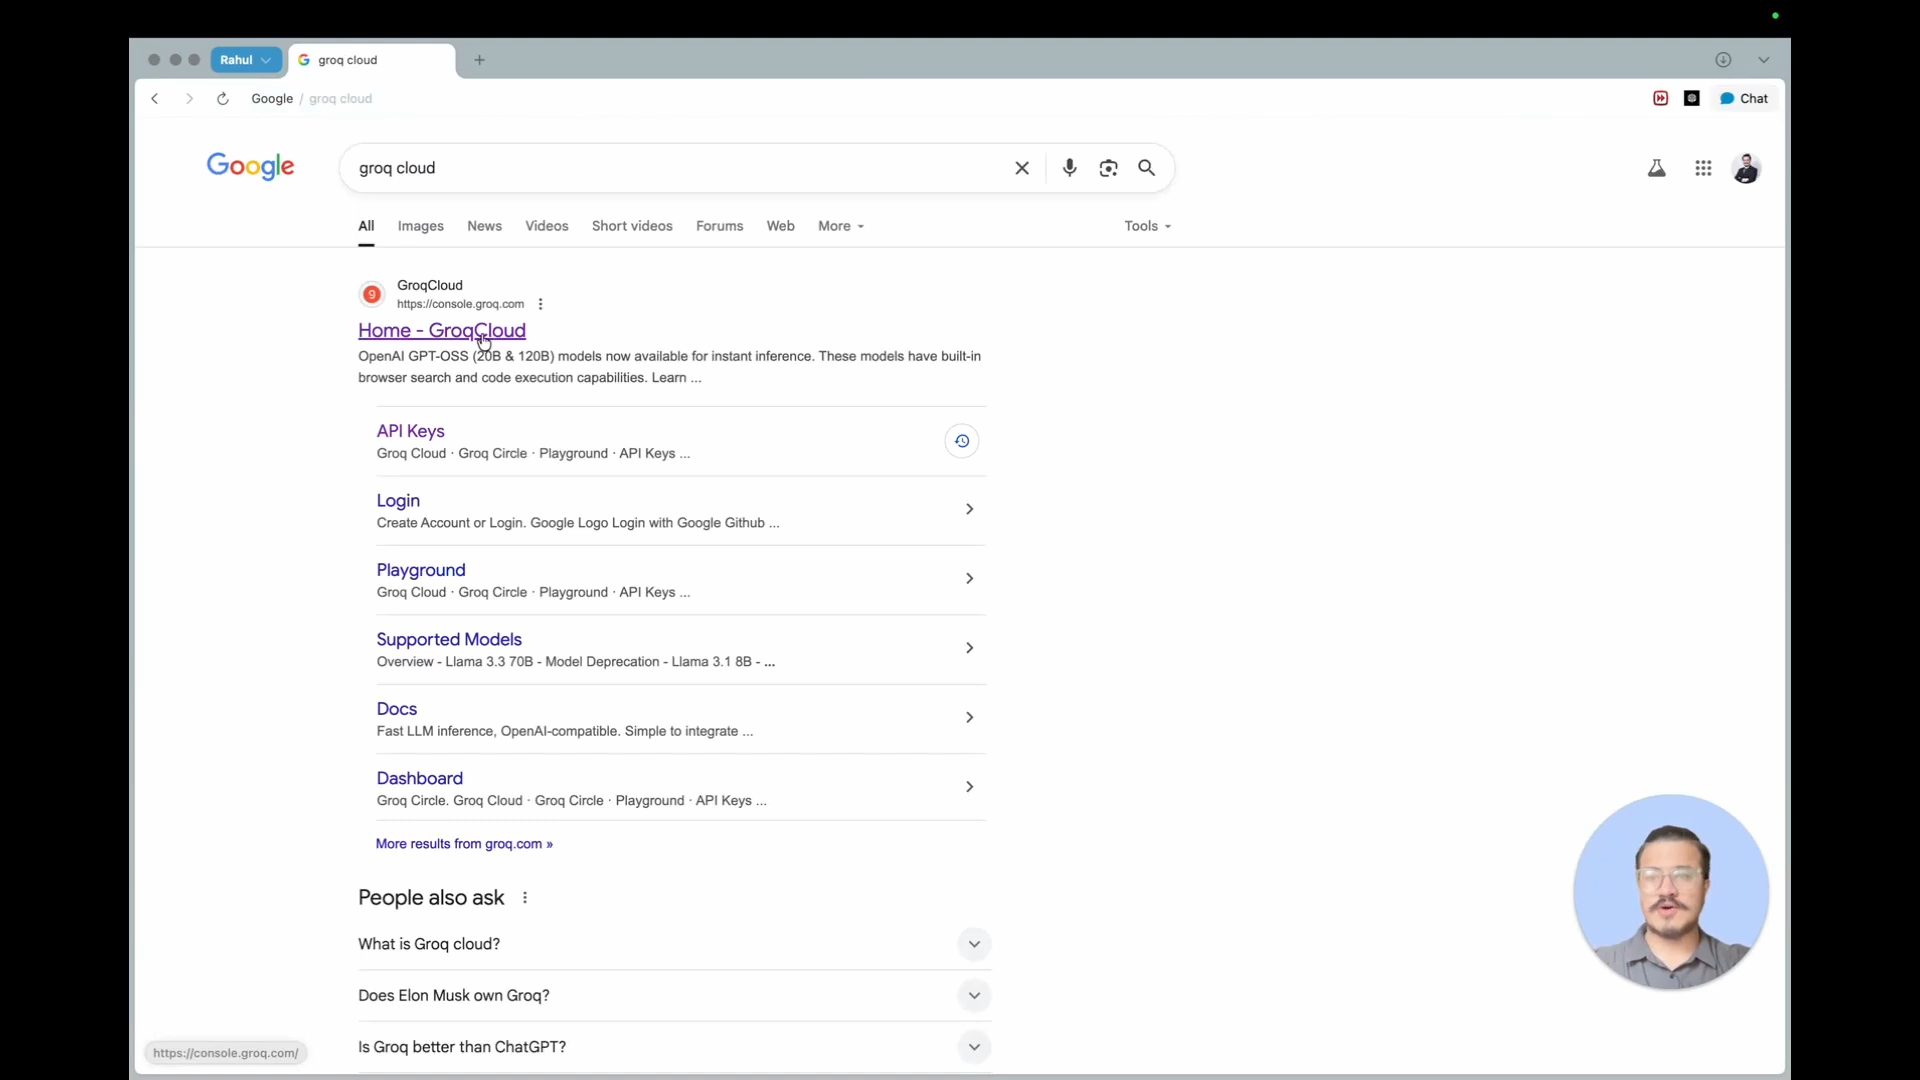 Rahul
groq cloud
Google / groq cloud
Chat
Google
groq cloud
All Images News Videos Short videos Forums Web More Tools
GroqCloud
https://console.groq.com
Home - GroqCloud
OpenAI GPT-OSS (20B & 120B) models now available for instant inference. These models have built-in
browser search and code execution capabilities. Learn ...
API Keys
Groq Cloud · Groq Circle · Playground · API Keys ...
Login
Create Account or Login. Google Logo Login with Google Github ...
Playground
Groq Cloud · Groq Circle · Playground · API Keys ...
Supported Models
Overview - Llama 3.3 70B - Model Deprecation - Llama 3.1 8B - ...
Docs
Fast LLM inference, OpenAI-compatible. Simple to integrate ...
Dashboard
Groq Circle. Groq Cloud · Groq Circle · Playground · API Keys ...
More results from groq.com »
People also ask
What is Groq cloud?
Does Elon Musk own Groq?
Is Groq better than ChatGPT?
https://console.groq.com/